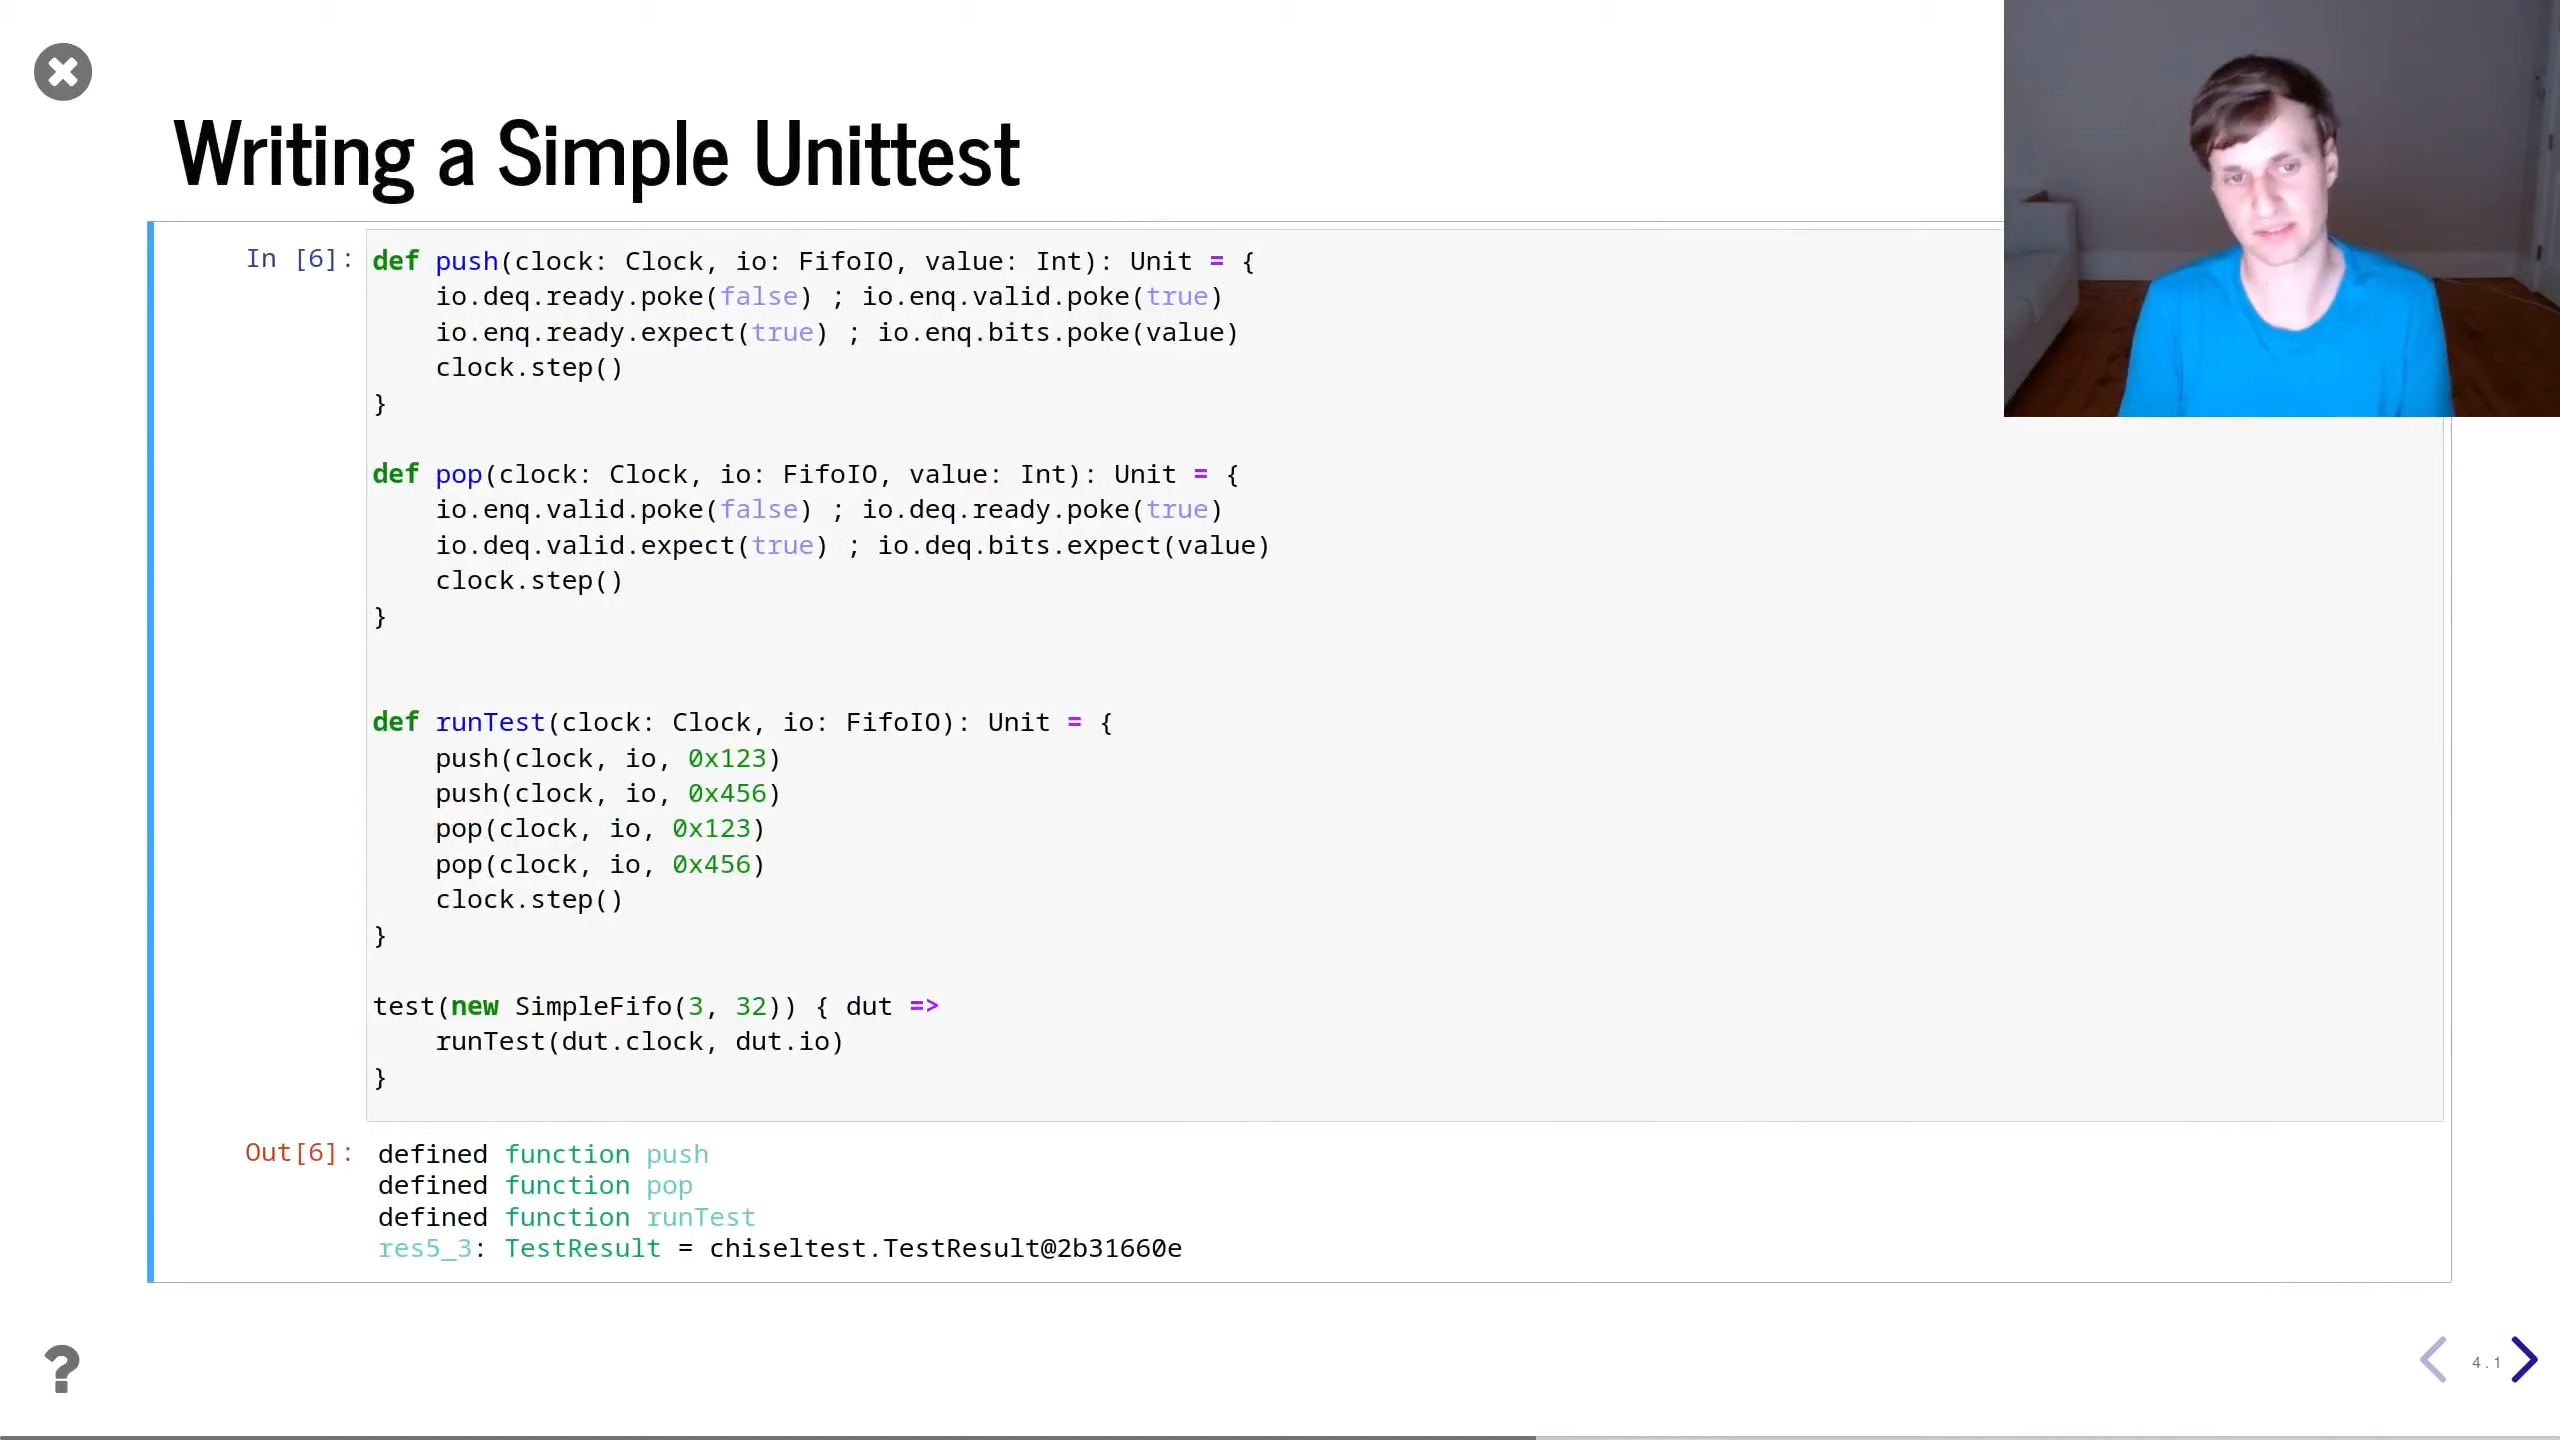 Writing a Simple Unittest
In [6]:
def push(clock: Clock, io: FifoIO, value: Int): Unit = {
    io.deq.ready.poke(false) ; io.enq.valid.poke(true)
    io.enq.ready.expect(true) ; io.enq.bits.poke(value)
    clock.step()
}
def pop(clock: Clock, io: FifoIO, value: Int): Unit = {
    io.enq.valid.poke(false) ; io.deq.ready.poke(true)
    io.deq.valid.expect(true) ; io.deq.bits.expect(value)
    clock.step()
}
def runTest(clock: Clock, io: FifoIO): Unit = {
    push(clock, io, 0x123)
    push(clock, io, 0x456)
    pop(clock, io, 0x123)
    pop(clock, io, 0x456)
    clock.step()
}
test(new SimpleFifo(3, 32)) { dut =>
    runTest(dut.clock, dut.io)
}
Out[6]:
defined function push
defined function pop
defined function runTest
res5_3: TestResult = chiseltest.TestResult@2b31660e
?
4.1